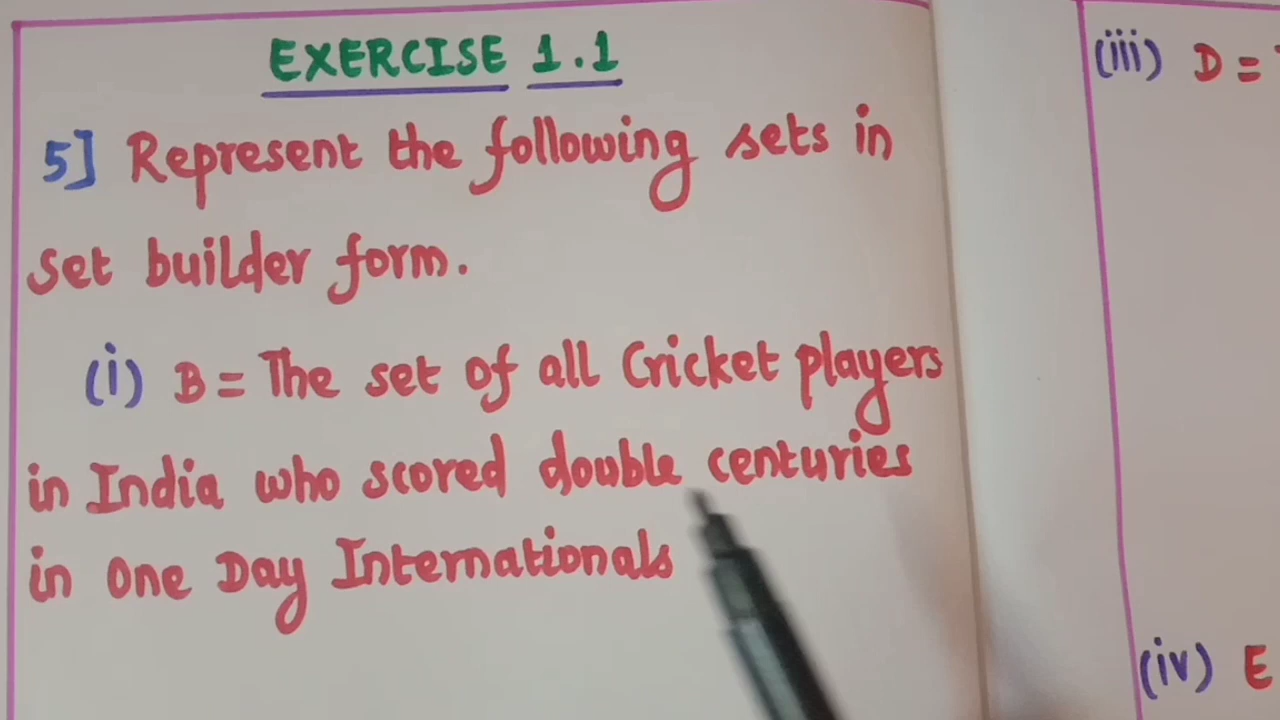 EXERCISE 1.1
5] Represent the following sets in
set builder form.
(i) B = The set of all Cricket players
in India who scored double centuries
in One Day Internationals
(iii) D =
(iv) E